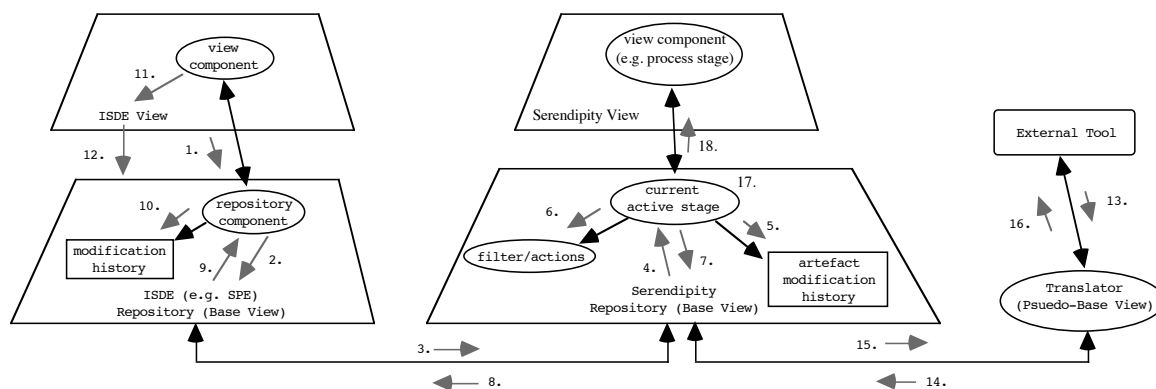 view
component
11.
ISDE View
12.
1.
10.
repository
component
modification
history
9.
2.
ISDE (e.g. SPE)
Repository (Base View)
view component
(e.g. process stage)
Serendipity View
18.
17.
current
active stage
6.
5.
filter/actions
4.
7.
artefact
modification
history
Serendipity
Repository (Base View)
External Tool
16.
13.
Translator
(Psuedo-Base View)
3.
8.
15.
14.